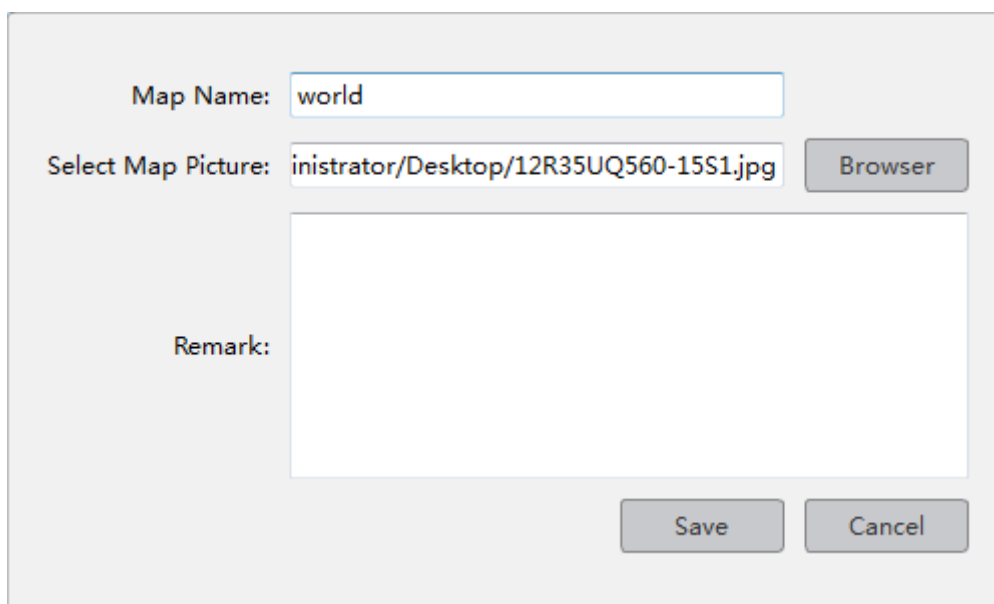 Map Name: world
Select Map Picture: inistrator/Desktop/12R35UQ560-15S1.jpg Browser
Remark:
Save Cancel